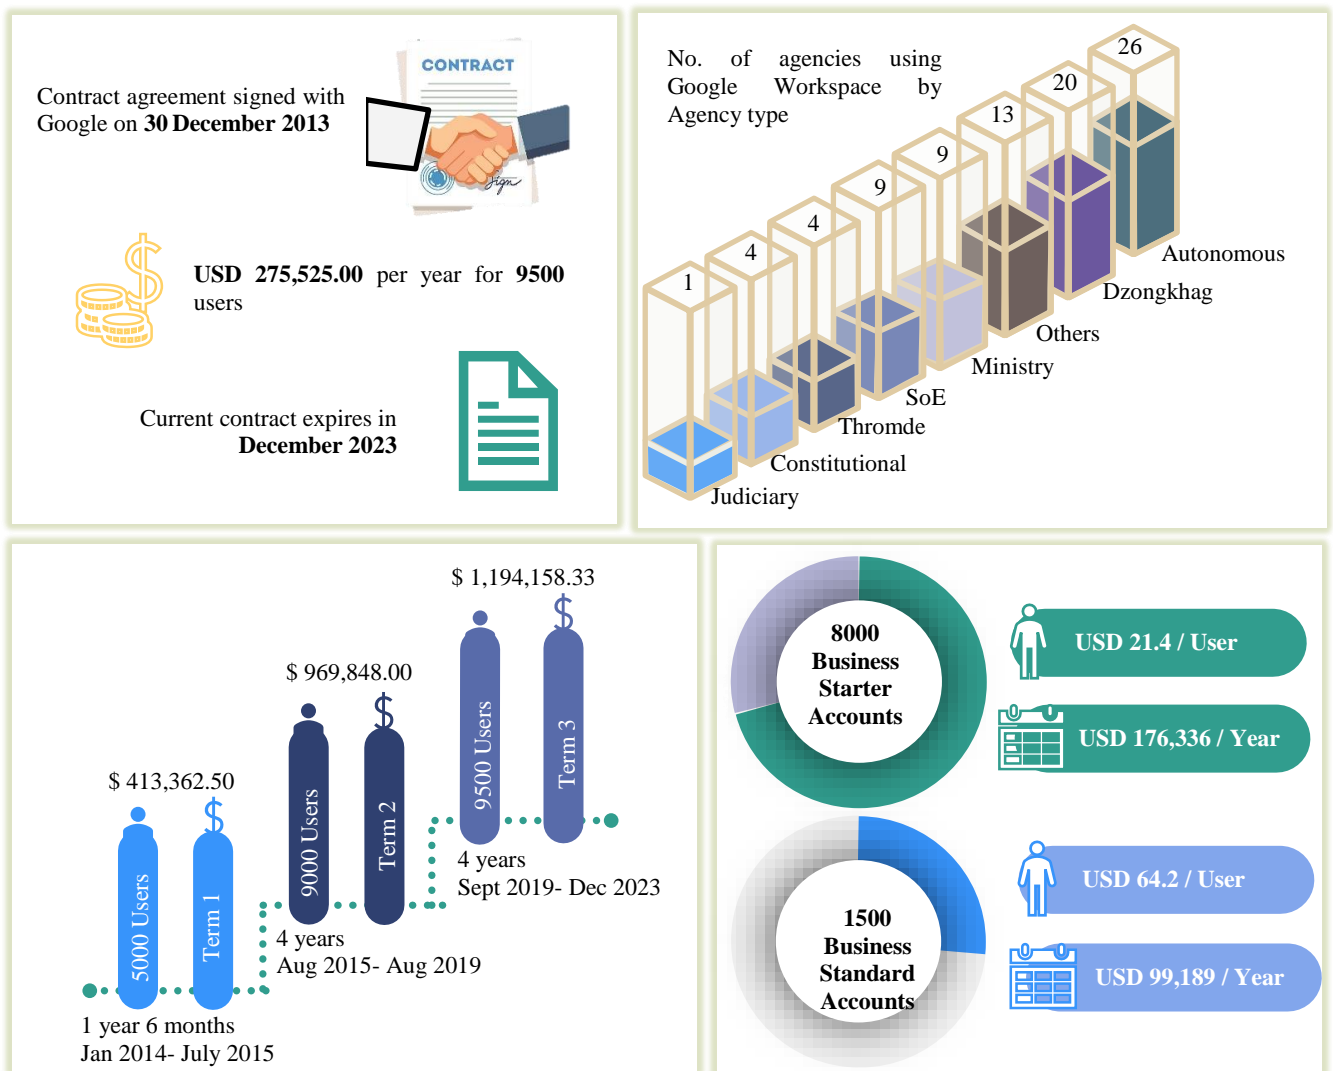 CONTRACT
Sign
Contract agreement signed with
Google on 30 December 2013
USD 275,525.00 per year for 9500
users
Current contract expires in
December 2023
No. of agencies using
Google Workspace by
Agency type
1
4
4
9
9
13
20
26
Judiciary
Constitutional
Thromde
SoE
Ministry
Others
Dzongkhag
Autonomous
$ 413,362.50
5000 Users
Term 1
1 year 6 months
Jan 2014- July 2015
$ 969,848.00
9000 Users
Term 2
4 years
Aug 2015- Aug 2019
$ 1,194,158.33
9500 Users
Term 3
4 years
Sept 2019- Dec 2023
8000
Business
Starter
Accounts
USD 21.4 / User
USD 176,336 / Year
1500
Business
Standard
Accounts
USD 64.2 / User
USD 99,189 / Year